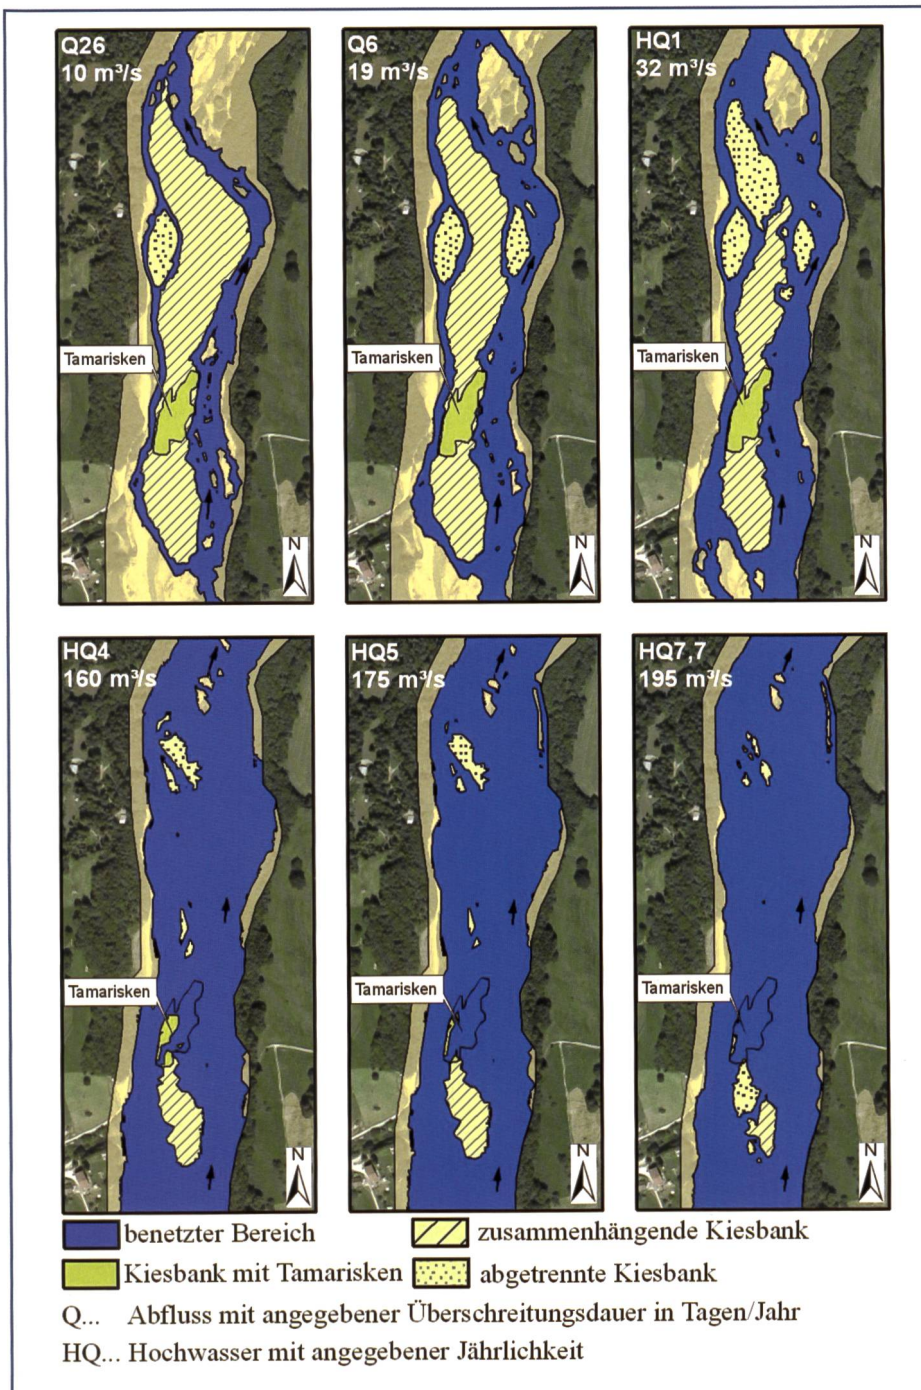 Q26
10 m³/s
Tamarisken
N
Q6
19 m³/s
Tamarisken
N
HQ1
32 m³/s
Tamarisken
N
HQ4
160 m³/s
Tamarisken
N
HQ5
175 m³/s
Tamarisken
N
HQ7,7
195 m³/s
Tamarisken
N
benetzter Bereich
zusammenhängende Kiesbank
Kiesbank mit Tamarisken
abgetrennte Kiesbank
Q... Abfluss mit angegebener Überschreitungsdauer in Tagen/Jahr
HQ... Hochwasser mit angegebener Jährlichkeit